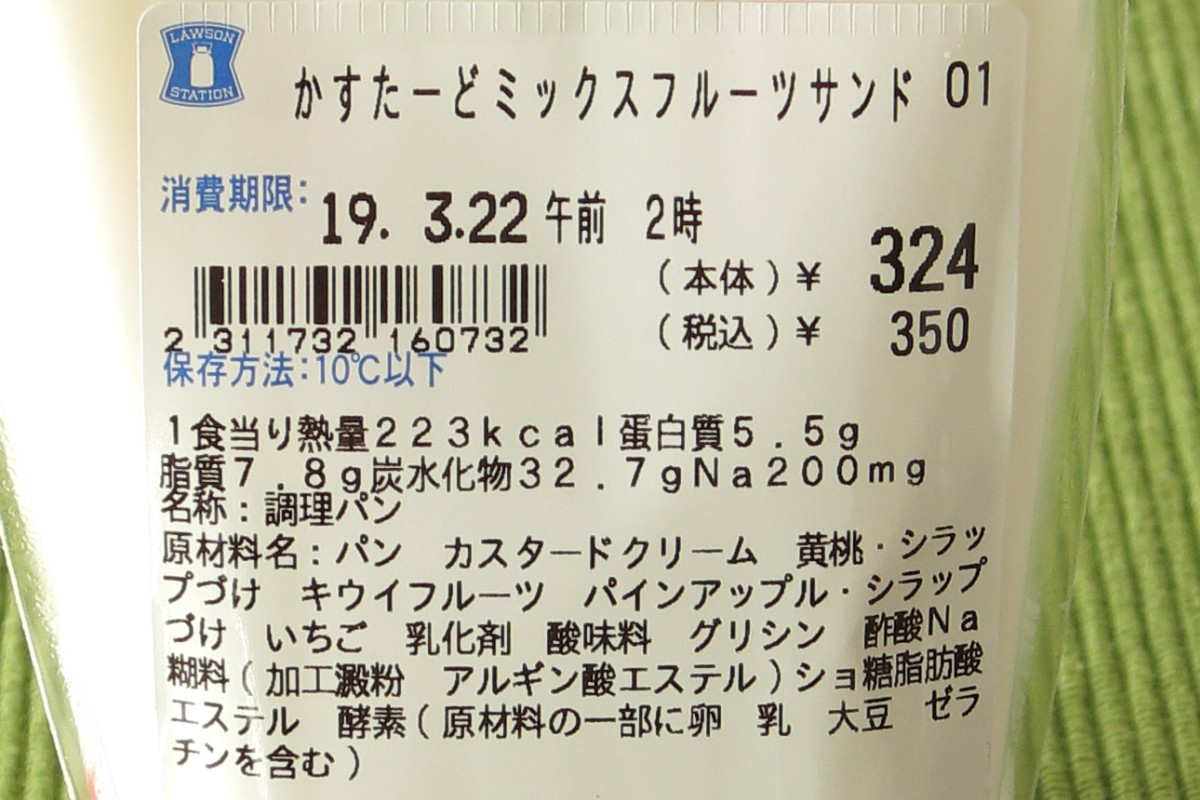 LAWSON
STATION
かすたーどミックスフルーツサンド 01
消費期限: 19. 3.22 午前 2時
(本体)¥ 324
(税込)¥ 350
2 311732 160732
保存方法:10℃以下
1食当り熱量223kcal蛋白質5.5g
脂質7.8g炭水化物32.7gNa200mg
名称:調理パン
原材料名:パン カスタードクリーム 黄桃・シラッ
プづけ キウイフルーツ パインアップル・シラップ
づけ いちご 乳化剤 酸味料 グリシン 酢酸Na
糊料(加工澱粉 アルギン酸エステル)ショ糖脂肪酸
エステル 酵素(原材料の一部に卵 乳 大豆 ゼラ
チンを含む)